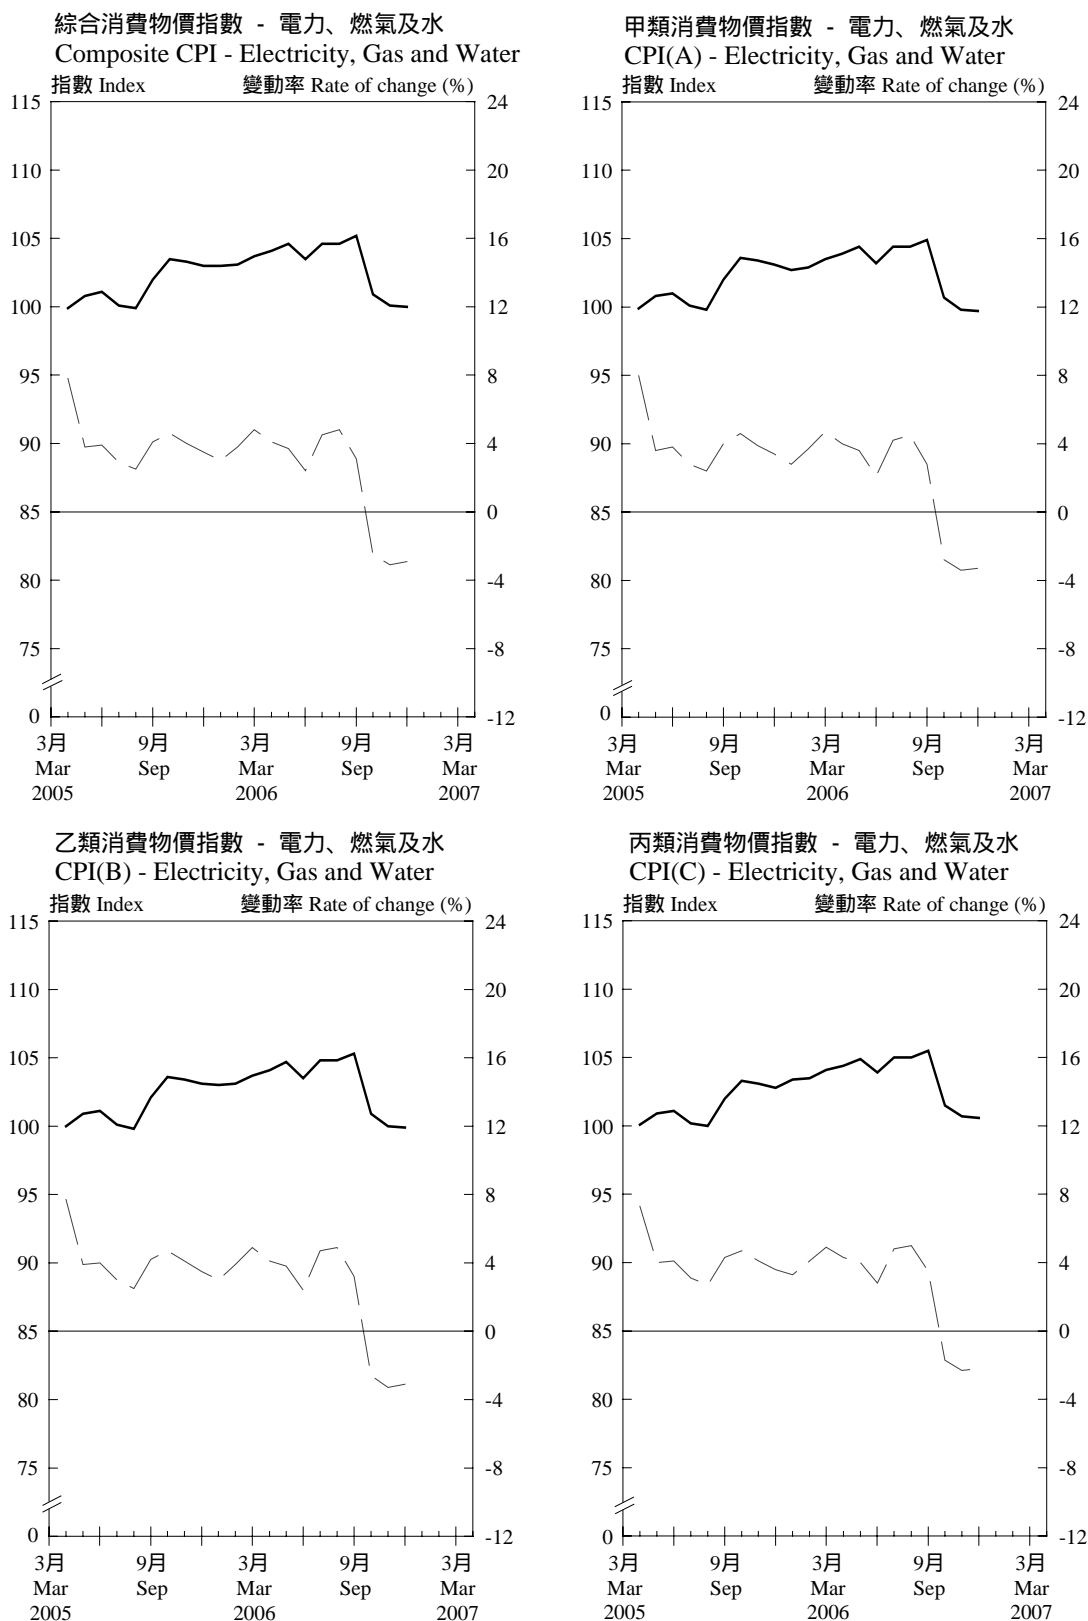 綜合消費物價指數 - 電力、燃氣及水
Composite CPI - Electricity, Gas and Water
指數 Index 變動率 Rate of change (%)
115 24
110 20
105 16
100 12
95 8
90 4
85 0
80 -4
75 -8
0 -12
3月 9月 3月 9月 3月
Mar Sep Mar Sep Mar
2005 2006 2007
甲類消費物價指數 - 電力、燃氣及水
CPI(A) - Electricity, Gas and Water
指數 Index 變動率 Rate of change (%)
115 24
110 20
105 16
100 12
95 8
90 4
85 0
80 -4
75 -8
0 -12
3月 9月 3月 9月 3月
Mar Sep Mar Sep Mar
2005 2006 2007
乙類消費物價指數 - 電力、燃氣及水
CPI(B) - Electricity, Gas and Water
指數 Index 變動率 Rate of change (%)
115 24
110 20
105 16
100 12
95 8
90 4
85 0
80 -4
75 -8
0 -12
3月 9月 3月 9月 3月
Mar Sep Mar Sep Mar
2005 2006 2007
丙類消費物價指數 - 電力、燃氣及水
CPI(C) - Electricity, Gas and Water
指數 Index 變動率 Rate of change (%)
115 24
110 20
105 16
100 12
95 8
90 4
85 0
80 -4
75 -8
0 -12
3月 9月 3月 9月 3月
Mar Sep Mar Sep Mar
2005 2006 2007